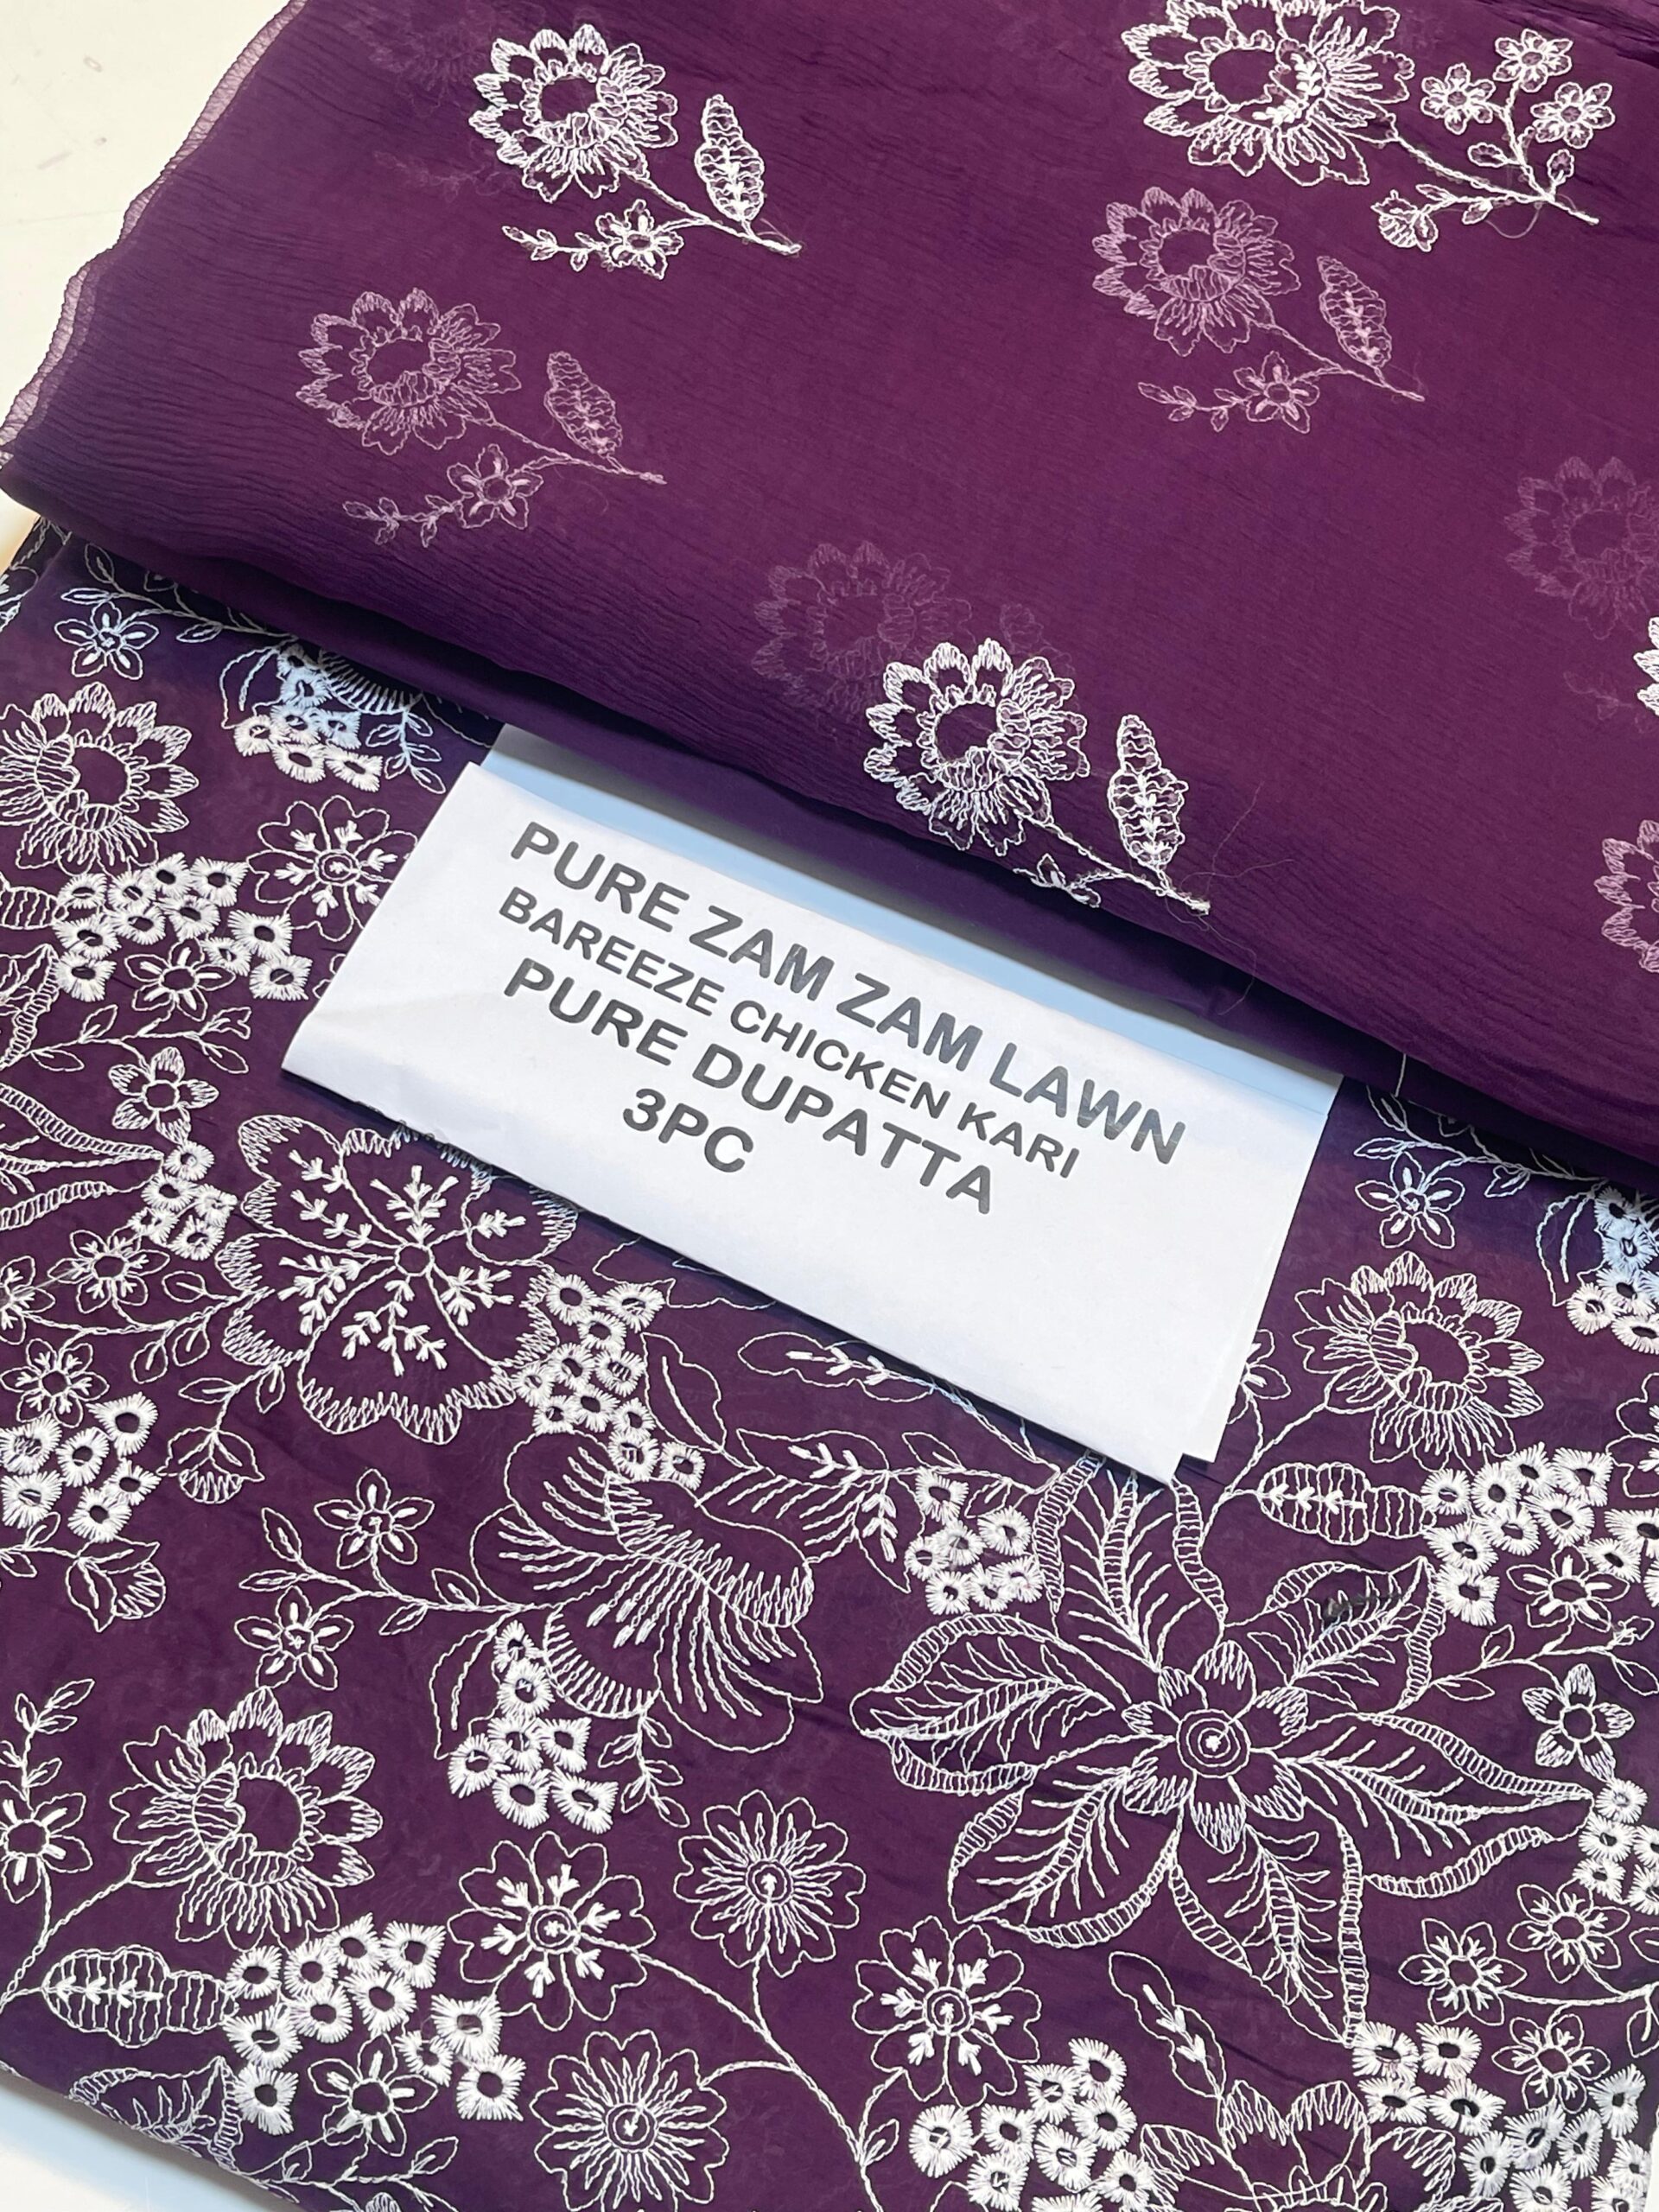 PURE ZAM ZAM LAWN
BAREEZE CHICKEN KARI
PURE DUPATTA
3PC